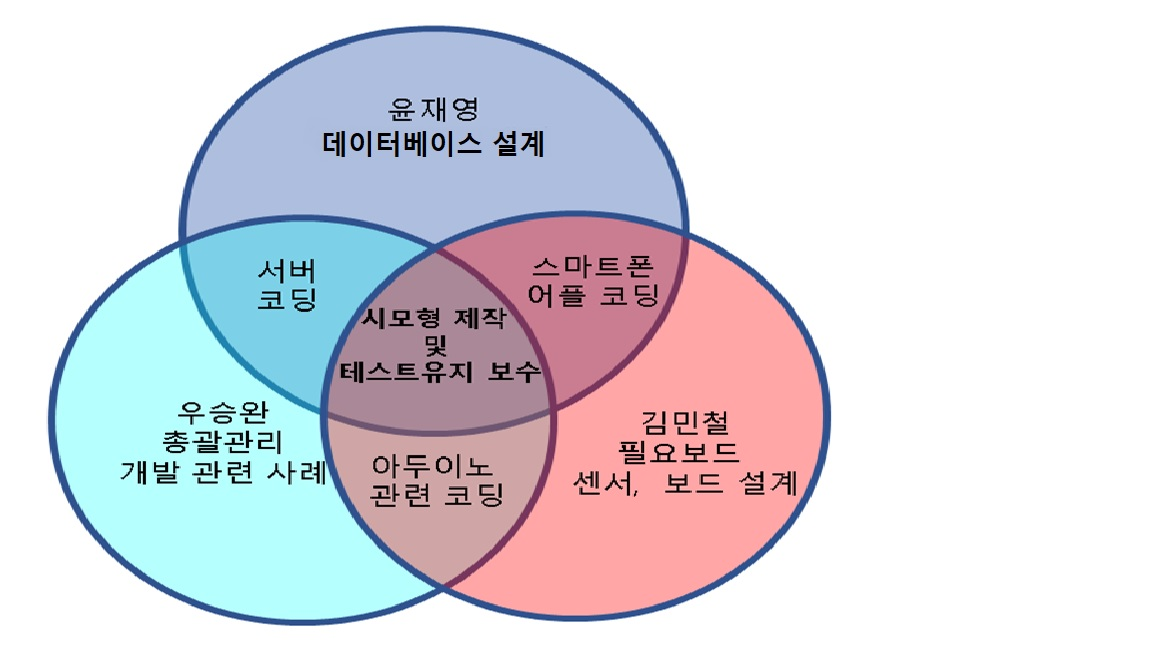 윤재영
데이터베이스 설계
서버
코딩
스마트폰
어플 코딩
시모형 제작
및
테스트유지 보수
우승완
총괄관리
개발 관련 사례
아두이노
관련 코딩
김민철
필요보드
센서, 보드 설계